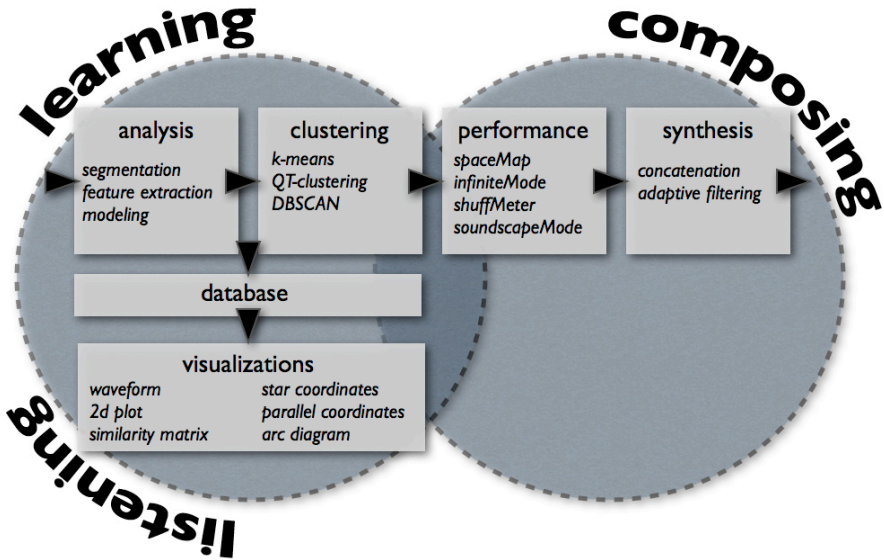 learning
composing
analysis
segmentation
feature extraction
modeling
clustering
k-means
QT-clustering
DBSCAN
performance
spaceMap
infiniteMode
shuffMeter
soundscapeMode
synthesis
concatenation
adaptive filtering
database
visualizations
waveform
2d plot
similarity matrix
star coordinates
parallel coordinates
arc diagram
listening